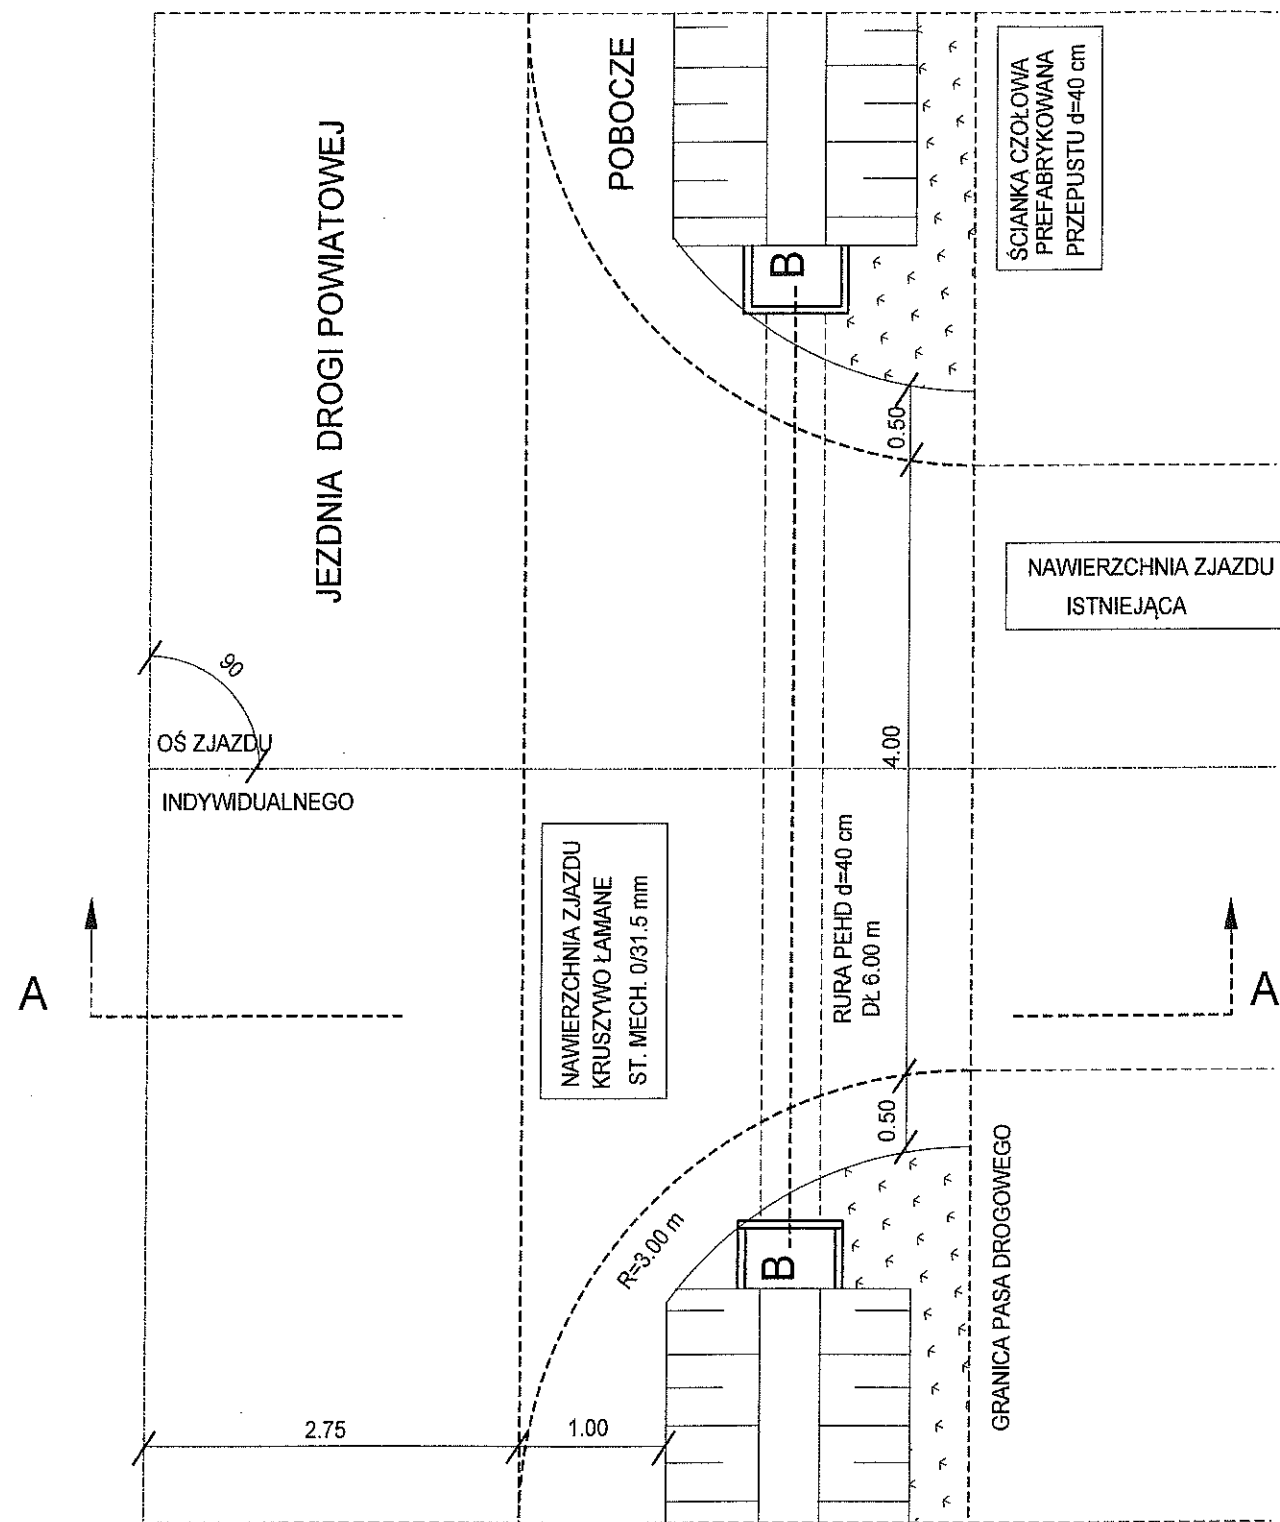 JEZDNIA DROGI POWIATOWEJ
POBOCZE
ŚCIANKA CZOŁOWA
PREFABRYKOWANA
PRZEPUSTU d=40 cm
B
0.50
NAWIERZCHNIA ZJAZDU
ISTNIEJĄCA
90
OŚ ZJAZDU
INDYWIDUALNEGO
4.00
NAWIERZCHNIA ZJAZDU
KRUSZYWO ŁAMANE
ST. MECH. 0/31.5 mm
RURA PEHD d=40 cm
DŁ 6.00 m
A
A
0.50
R=3.00 m
B
GRANICA PASA DROGOWEGO
2.75
1.00